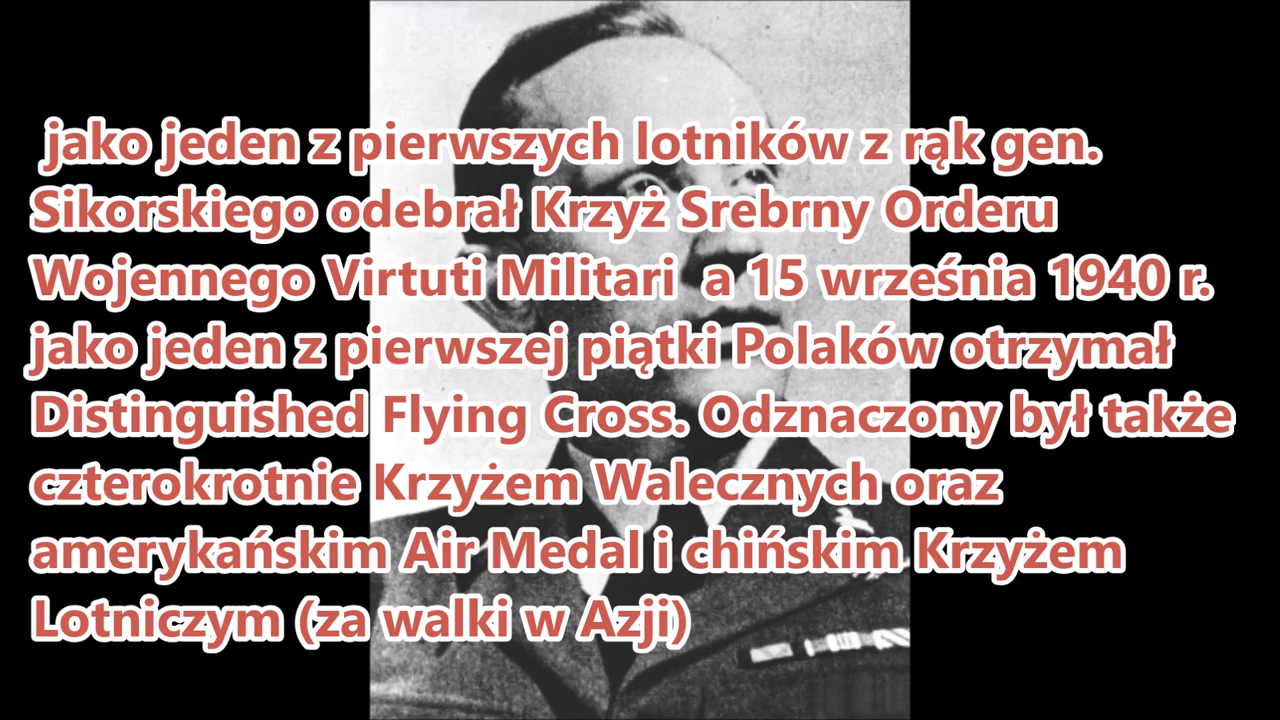 jako jeden z pierwszych lotników z rąk gen.
Sikorskiego odebrał Krzyż Srebrny Orderu
Wojennego Virtuti Militari a 15 września 1940 r.
jako jeden z pierwszej piątki Polaków otrzymał
Distinguished Flying Cross. Odznaczony był także
czterokrotnie Krzyżem Walecznych oraz
amerykańskim Air Medal i chińskim Krzyżem
Lotniczym (za walki w Azji)